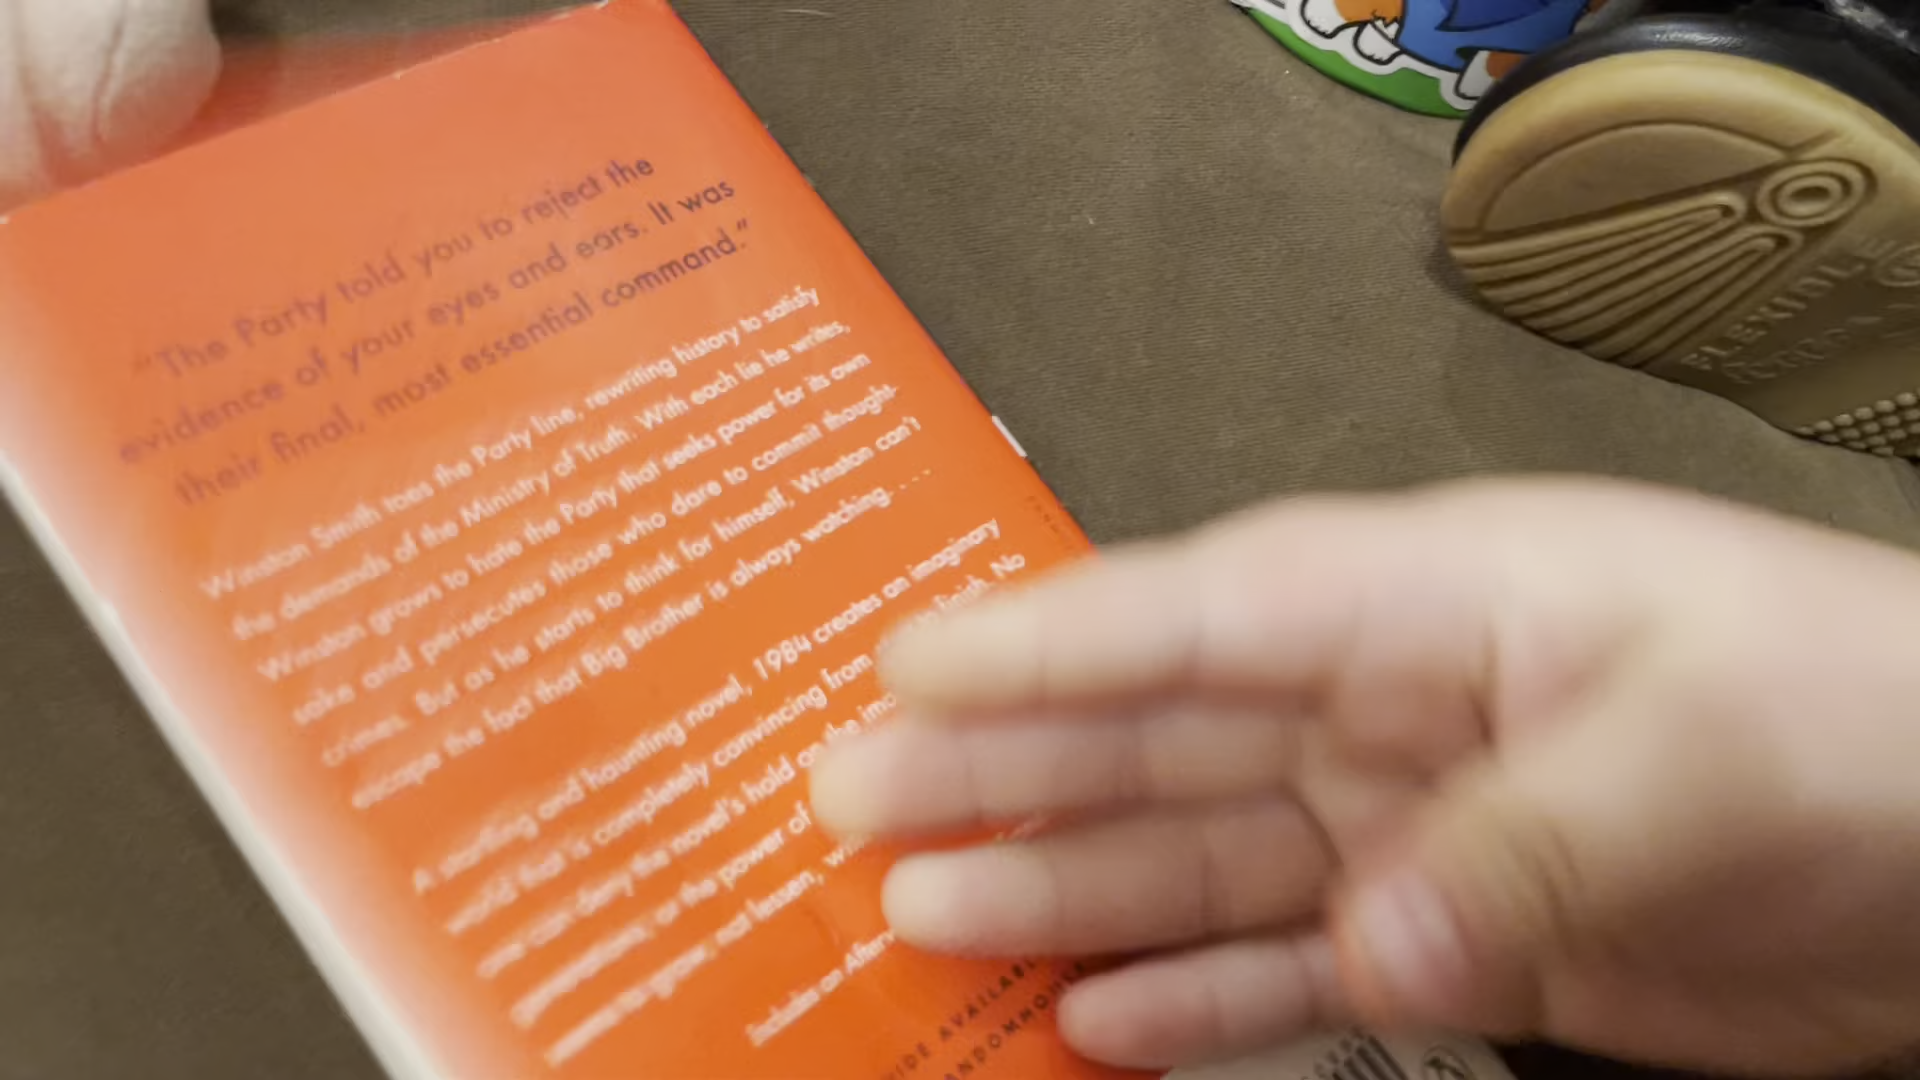 "The Party told you to reject the
evidence of your eyes and ears. It was
their final, most essential command."
Winston Smith toes the Party line, rewriting history to satisfy
the demands of the Ministry of Truth. With each lie he writes,
Winston grows to hate the Party that seeks power for its own
sake and persecutes those who dare to commit thought-
crimes. But as he starts to think for himself, Winston can't
escape the fact that Big Brother is always watching. . . .
A startling and haunting novel, 1984 creates an imaginary
world that is completely convincing from to finish. No
one can deny the novel's hold on the
or the power of
to grow, not lessen,
Includes an
FLEXIBLE